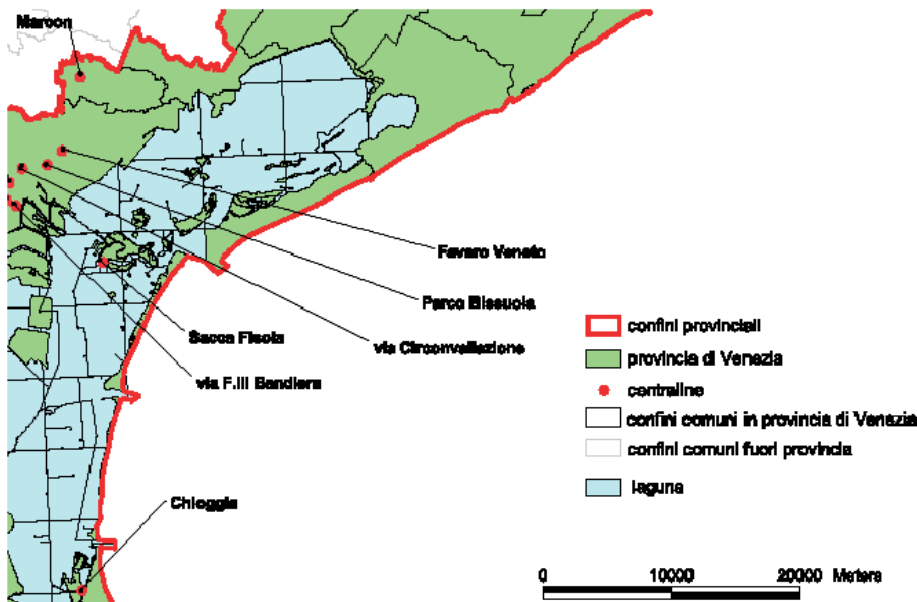 Marcon
Favaro Veneto
Parco Bissuola
Sacca Fisola
via Circonvallazione
via F.lli Bandiera
Chioggia
confini provinciali
provincia di Venezia
centraline
confini comuni in provincia di Venezia
confini comuni fuori provincia
laguna
0 10000 20000 Meters